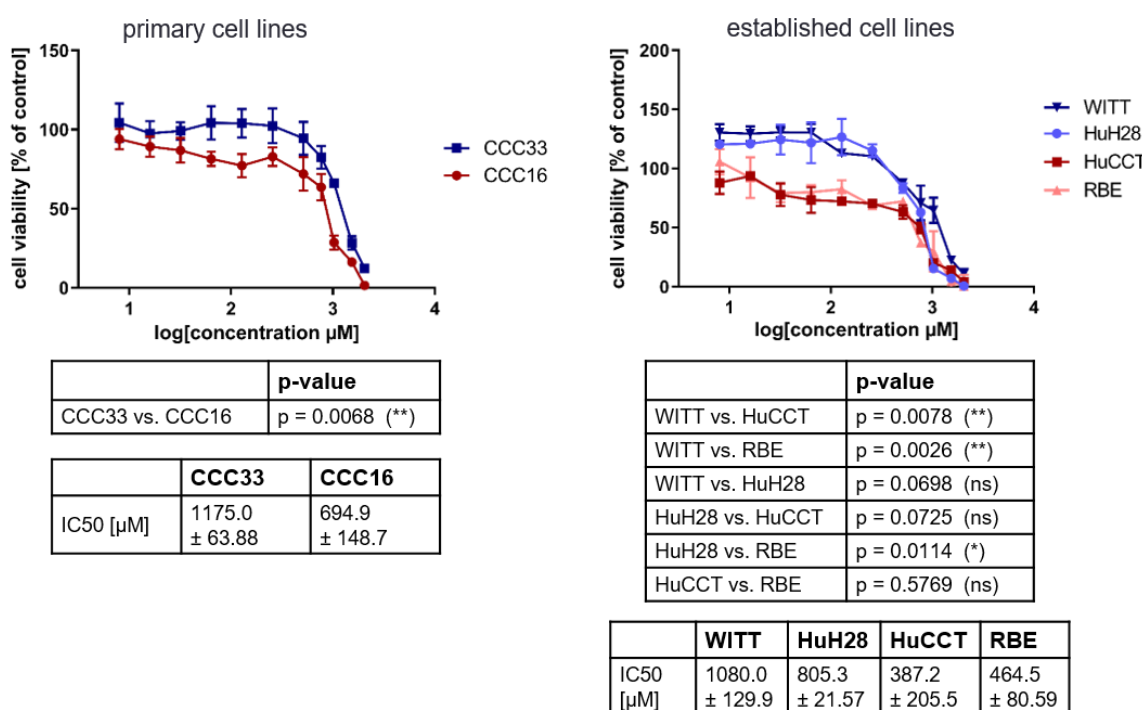 primary cell lines
150
100
50
0
cell viability [% of control]
1 2 3 4
log[concentration µM]
CCC33
CCC16
p-value
CCC33 vs. CCC16 p = 0.0068 (**)
CCC33 CCC16
IC50 [µM] 1175.0 ± 63.88 694.9 ± 148.7
established cell lines
200
150
100
50
0
cell viability [% of control]
1 2 3 4
log[concentration µM]
WITT
HuH28
HuCCT
RBE
p-value
WITT vs. HuCCT p = 0.0078 (**)
WITT vs. RBE p = 0.0026 (**)
WITT vs. HuH28 p = 0.0698 (ns)
HuH28 vs. HuCCT p = 0.0725 (ns)
HuH28 vs. RBE p = 0.0114 (*)
HuCCT vs. RBE p = 0.5769 (ns)
WITT HuH28 HuCCT RBE
IC50 1080.0 805.3 387.2 464.5
[µM] ± 129.9 ± 21.57 ± 205.5 ± 80.59